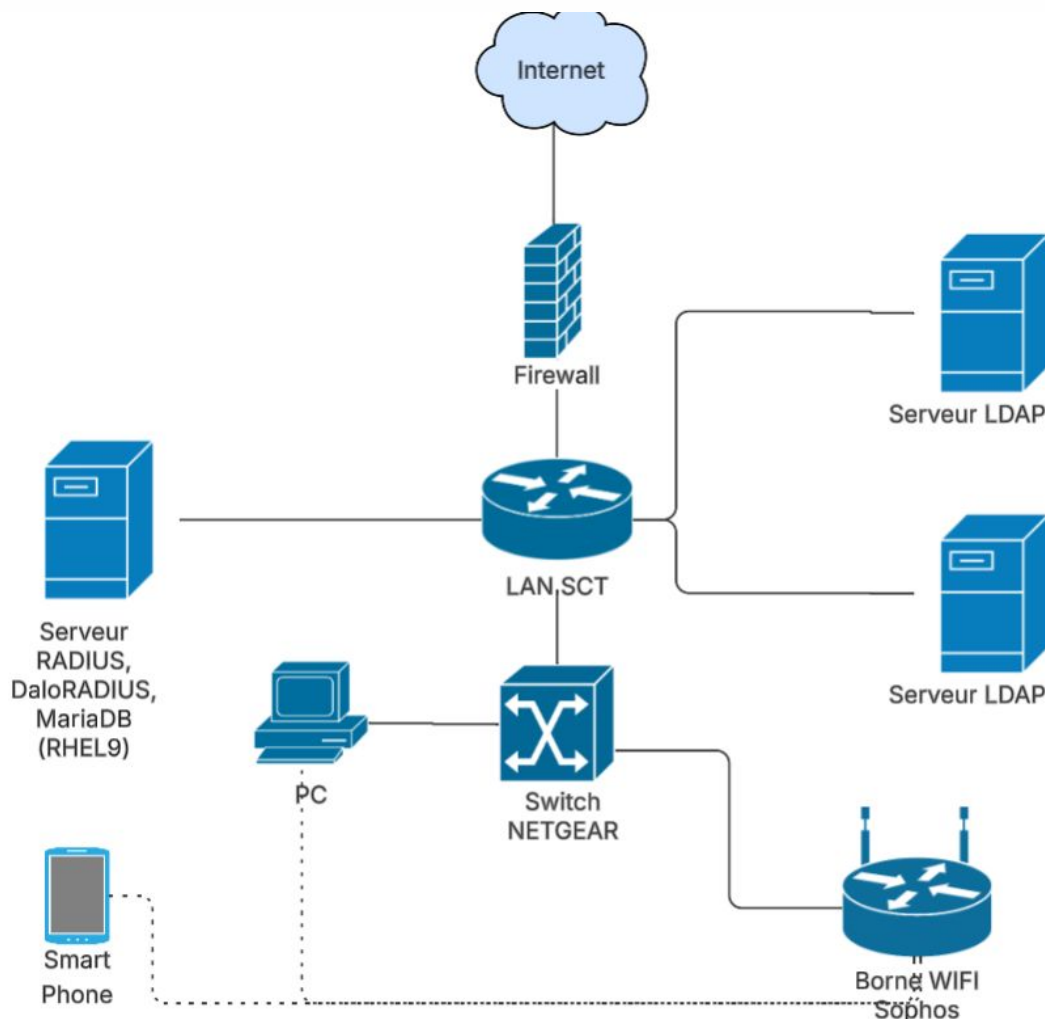 Internet
Firewall
Serveur LDAP
LAN SCT
Serveur
RADIUS,
DaloRADIUS,
MariaDB
(RHEL9)
Serveur LDAP
PC
Switch
NETGEAR
Smart
Phone
Borne WIFI
Sophos